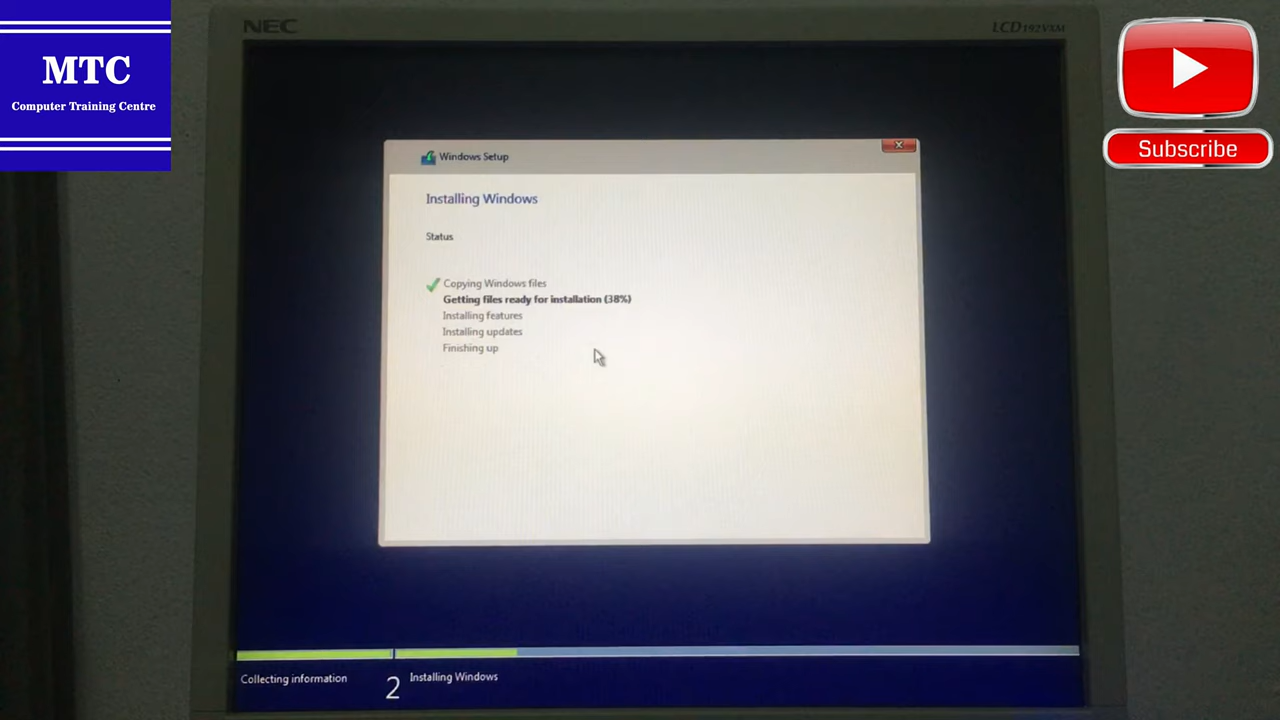 NEC
LCD192VXM
MTC
Computer Training Centre
Subscribe
Windows Setup
Installing Windows
Status
Copying Windows files
Getting files ready for installation (38%)
Installing features
Installing updates
Finishing up
Collecting information
2 Installing Windows